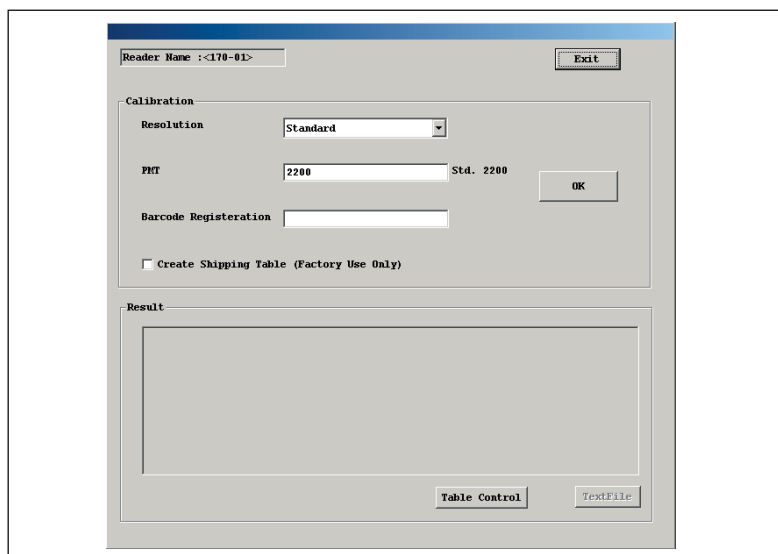 Reader Name :<170-01>
Exit
Calibration
Resolution
Standard
PMT
2200
Std. 2200
OK
Barcode Registeration
Create Shipping Table (Factory Use Only)
Result
Table Control
TextFile